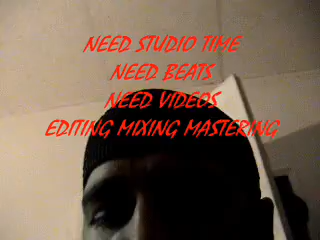 NEED STUDIO TIME
NEED BEATS
NEED VIDEOS
EDITING MIXING MASTERING